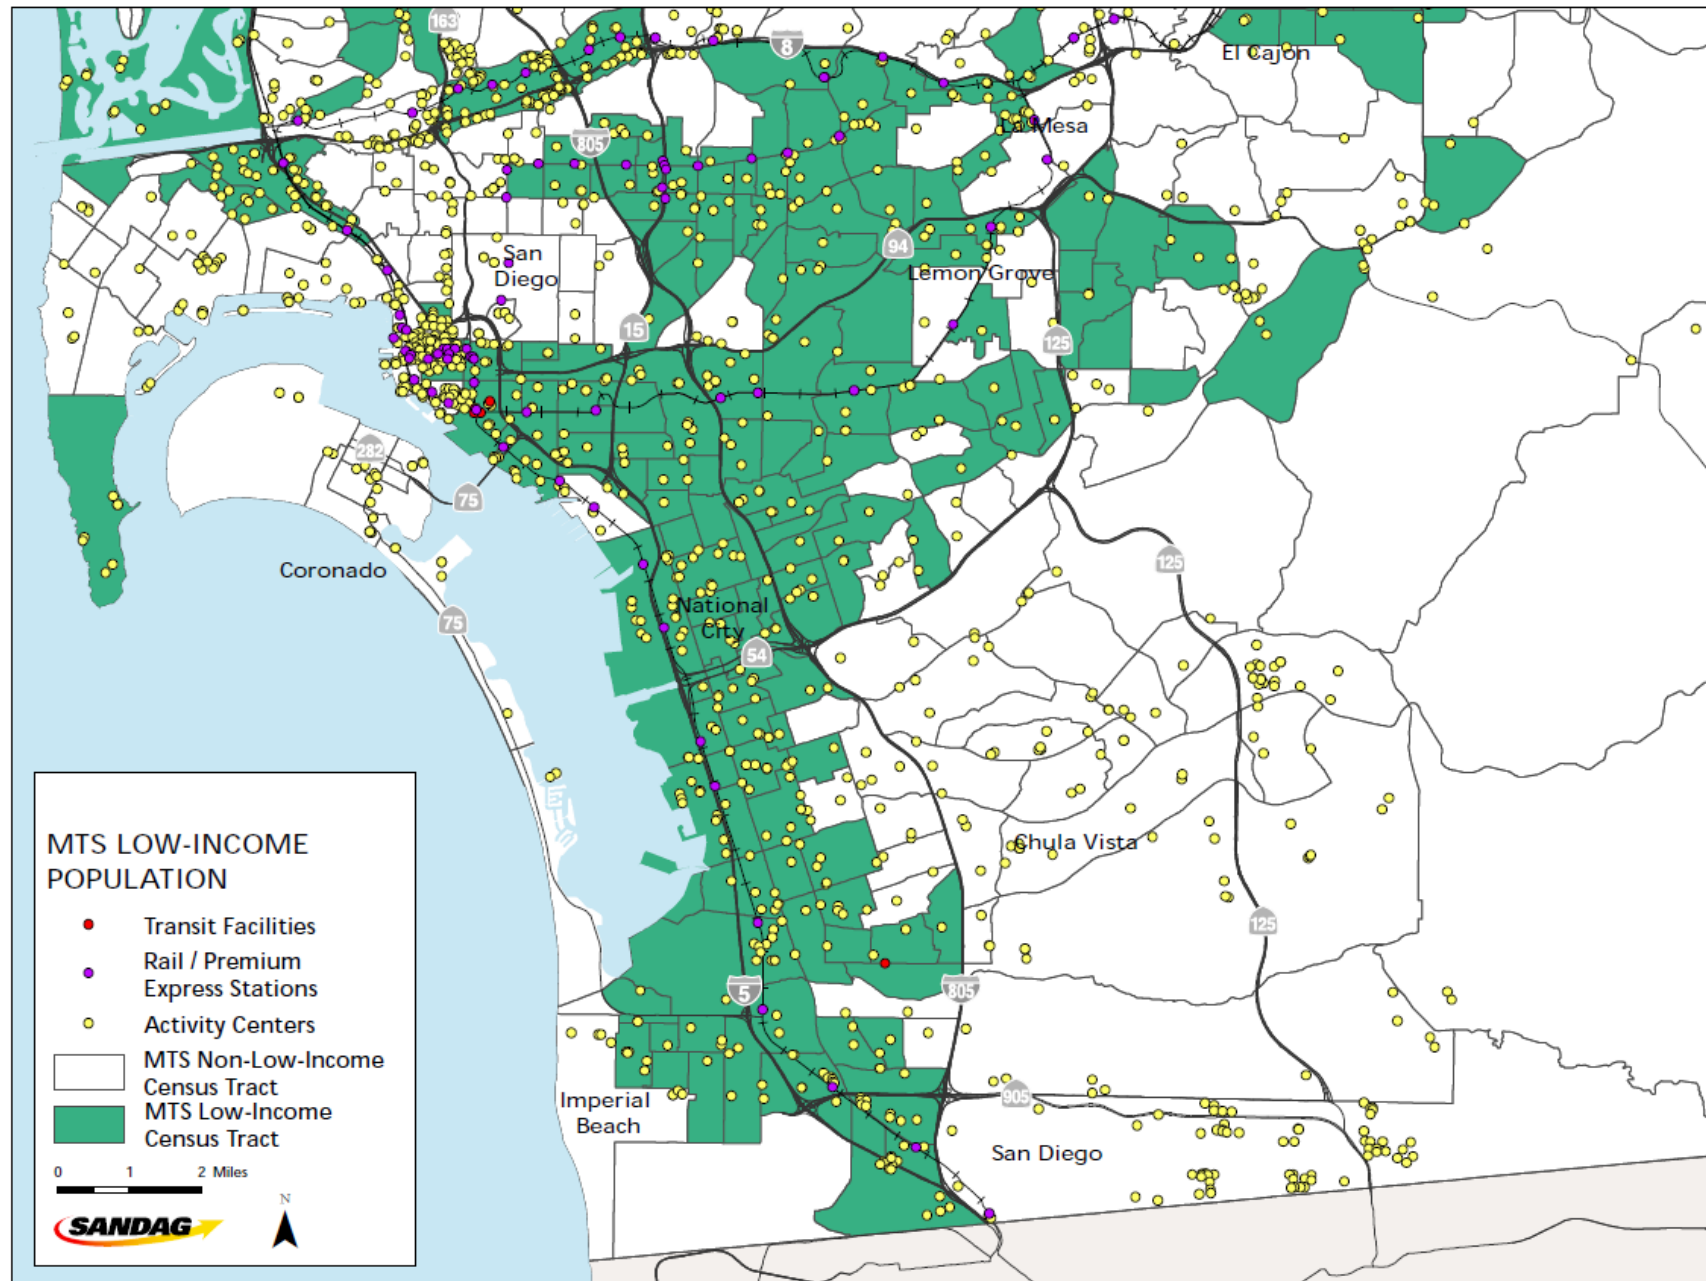 163
8
El Cajon
805
La Mesa
94
San
Diego
Lemon Grove
15
125
282
75
Coronado
125
75
National
City
54
Chula Vista
125
5
805
905
Imperial
Beach
San Diego
MTS LOW-INCOME
POPULATION
Transit Facilities
Rail / Premium
Express Stations
Activity Centers
MTS Non-Low-Income
Census Tract
MTS Low-Income
Census Tract
0 1 2 Miles
SANDAG
N